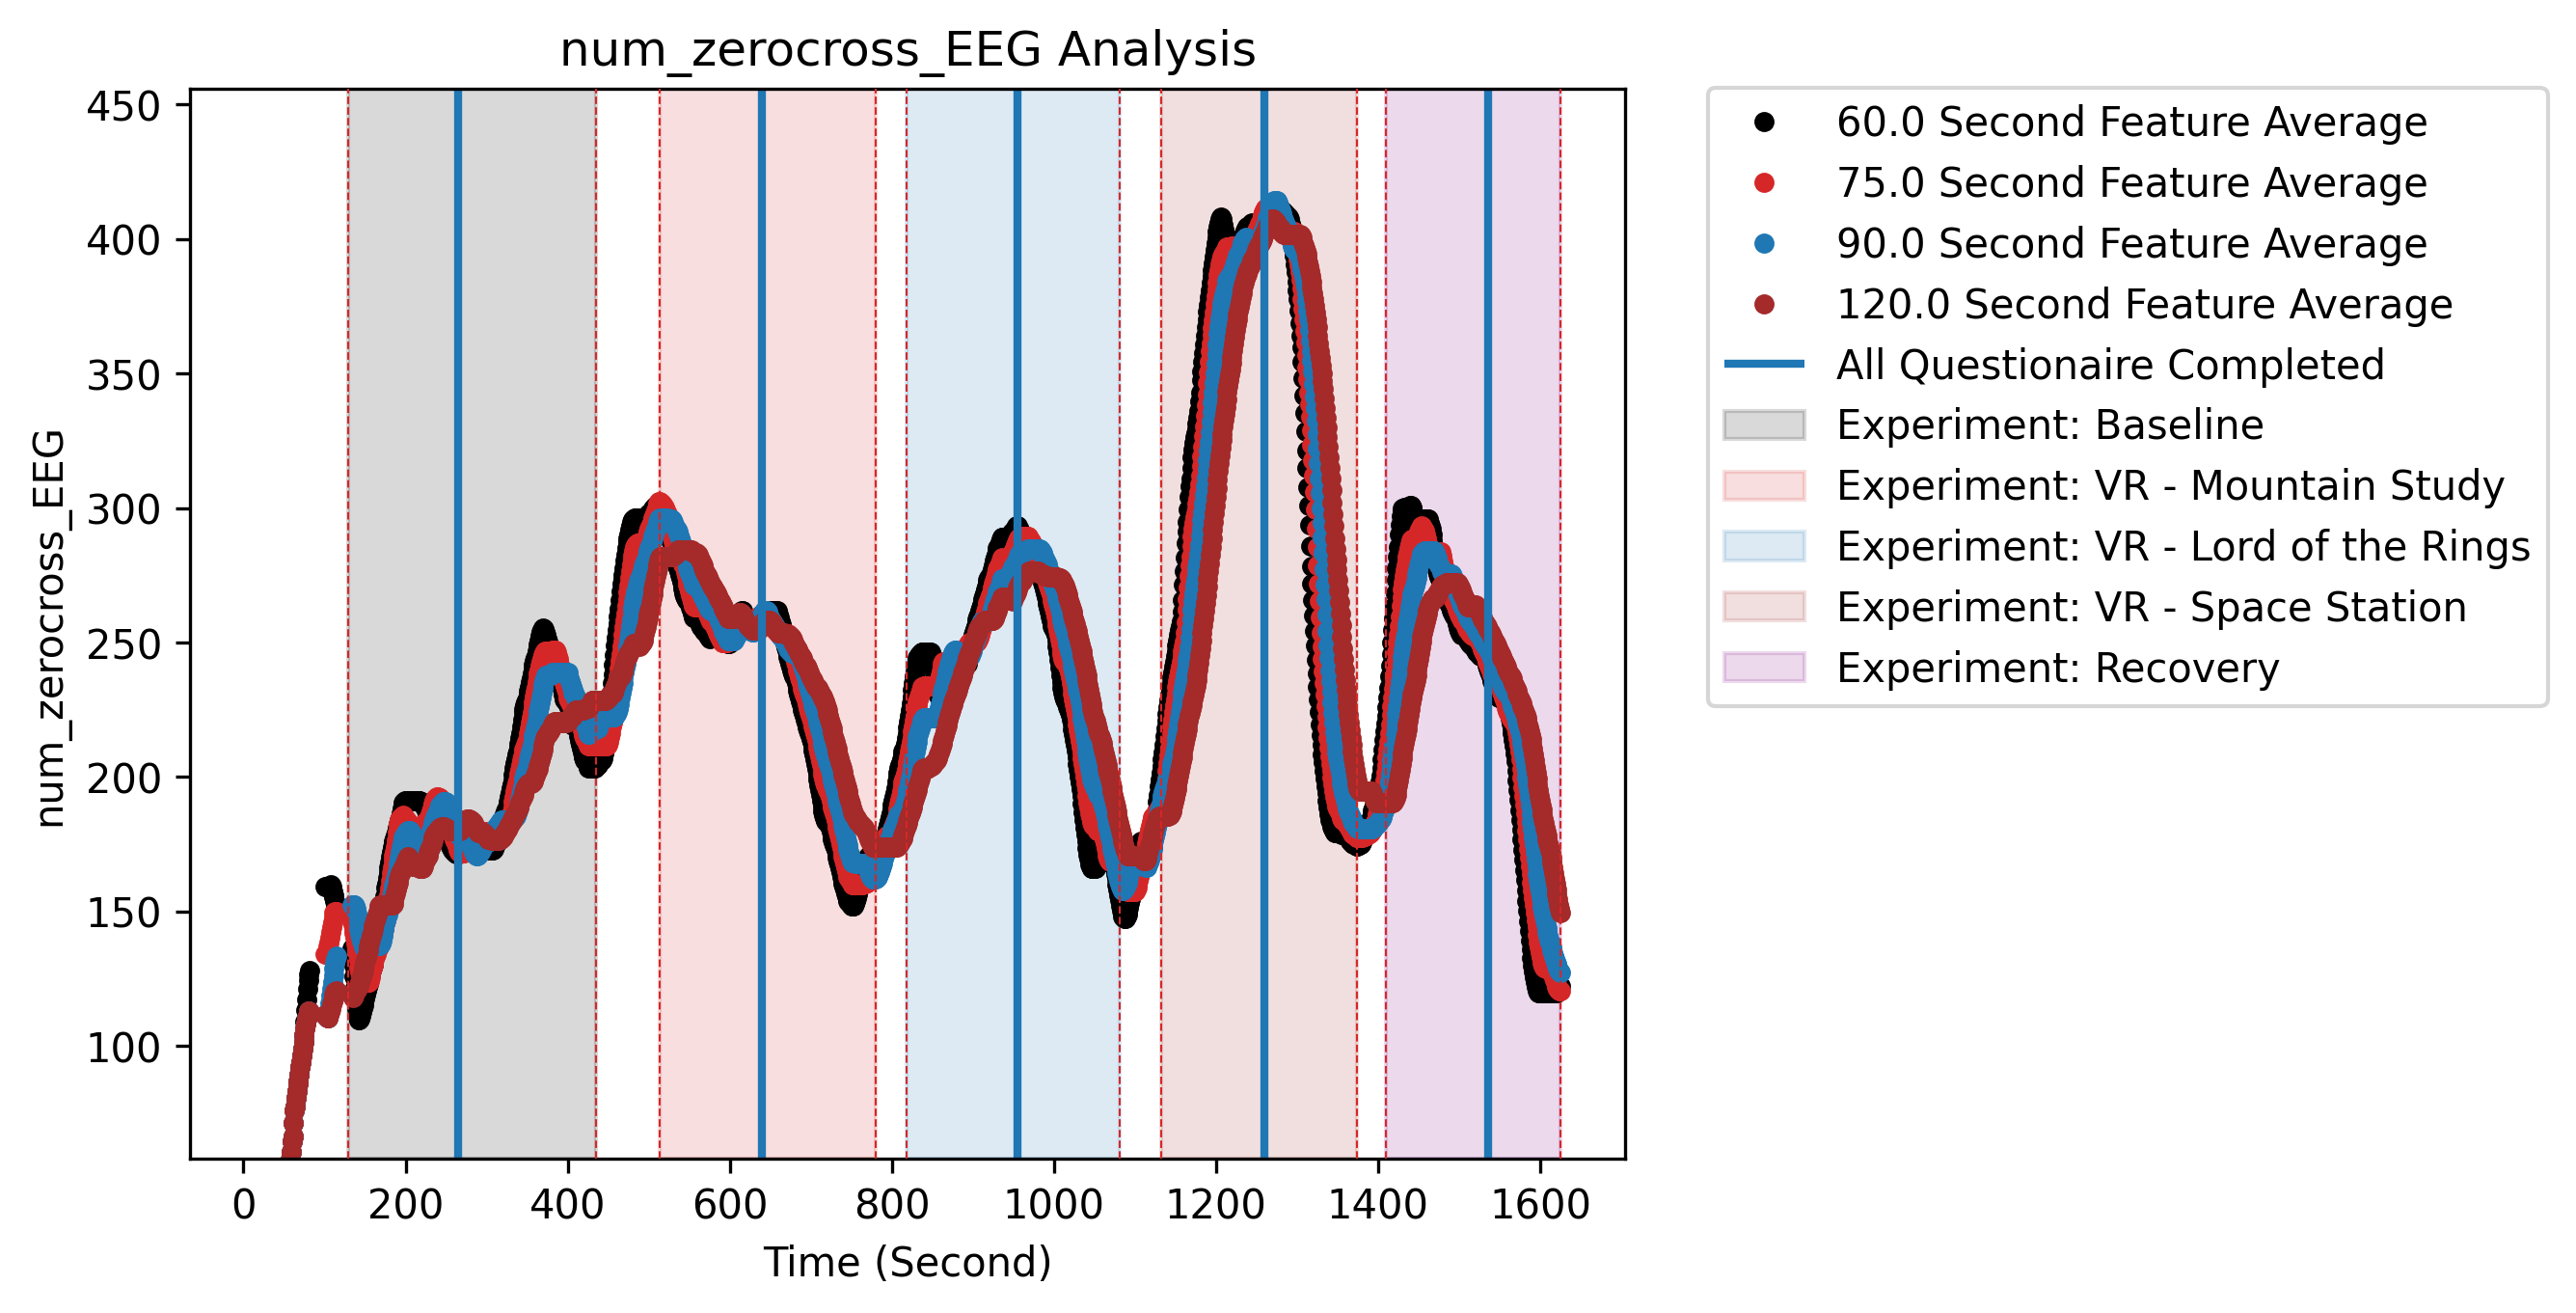 num_zerocross_EEG Analysis
450
400
350
300
250
200
150
100
num_zerocross_EEG
0 200 400 600 800 1000 1200 1400 1600
Time (Second)
60.0 Second Feature Average
75.0 Second Feature Average
90.0 Second Feature Average
120.0 Second Feature Average
All Questionaire Completed
Experiment: Baseline
Experiment: VR - Mountain Study
Experiment: VR - Lord of the Rings
Experiment: VR - Space Station
Experiment: Recovery